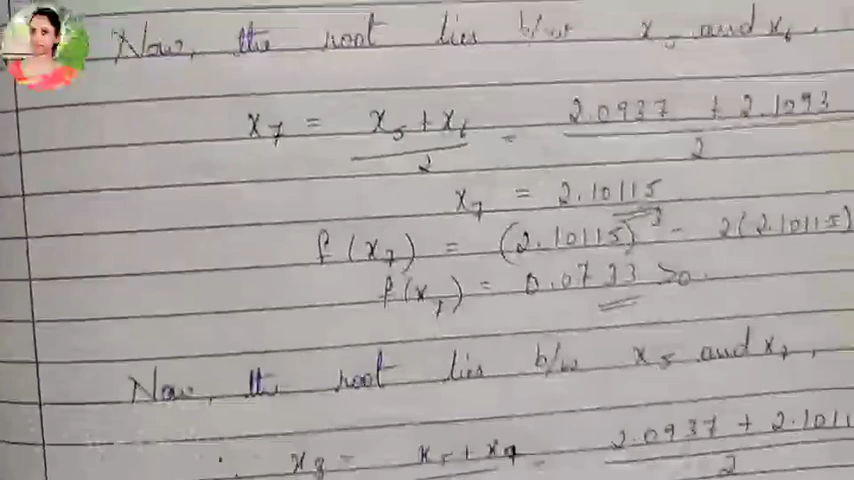 Now, the root lies b/w x₅ and x₆.
x₇ = x₅ + x₆ / 2 = 2.0937 + 2.1093 / 2
x₇ = 2.10115
f(x₇) = (2.10115)³ - 2(2.10115)
f(x₇) = 0.0733 >0.
Now, the root lies b/w x₅ and x₇,
∴ x₈ = x₅ + x₇ / 2 = 2.0937 + 2.1011 / 2